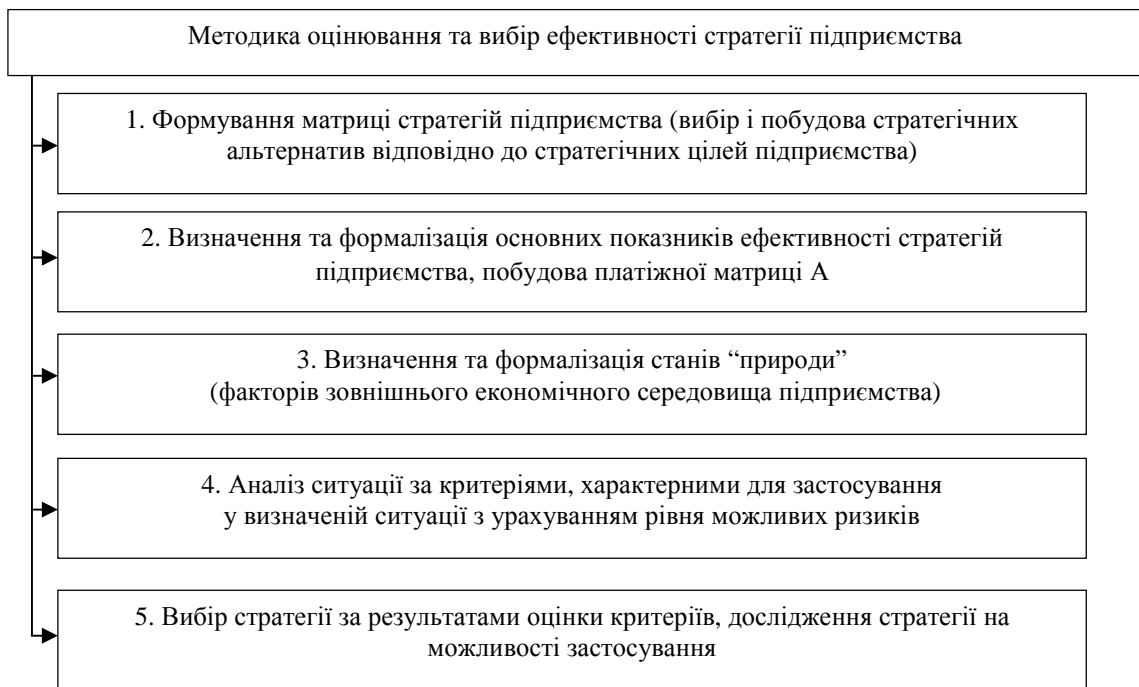 Методика оцінювання та вибір ефективності стратегії підприємства
1. Формування матриці стратегій підприємства (вибір і побудова стратегічних
альтернатив відповідно до стратегічних цілей підприємства)
2. Визначення та формалізація основних показників ефективності стратегій
підприємства, побудова платіжної матриці А
3. Визначення та формалізація станів “природи”
(факторів зовнішнього економічного середовища підприємства)
4. Аналіз ситуації за критеріями, характерними для застосування
у визначеній ситуації з урахуванням рівня можливих ризиків
5. Вибір стратегії за результатами оцінки критеріїв, дослідження стратегії на
можливості застосування